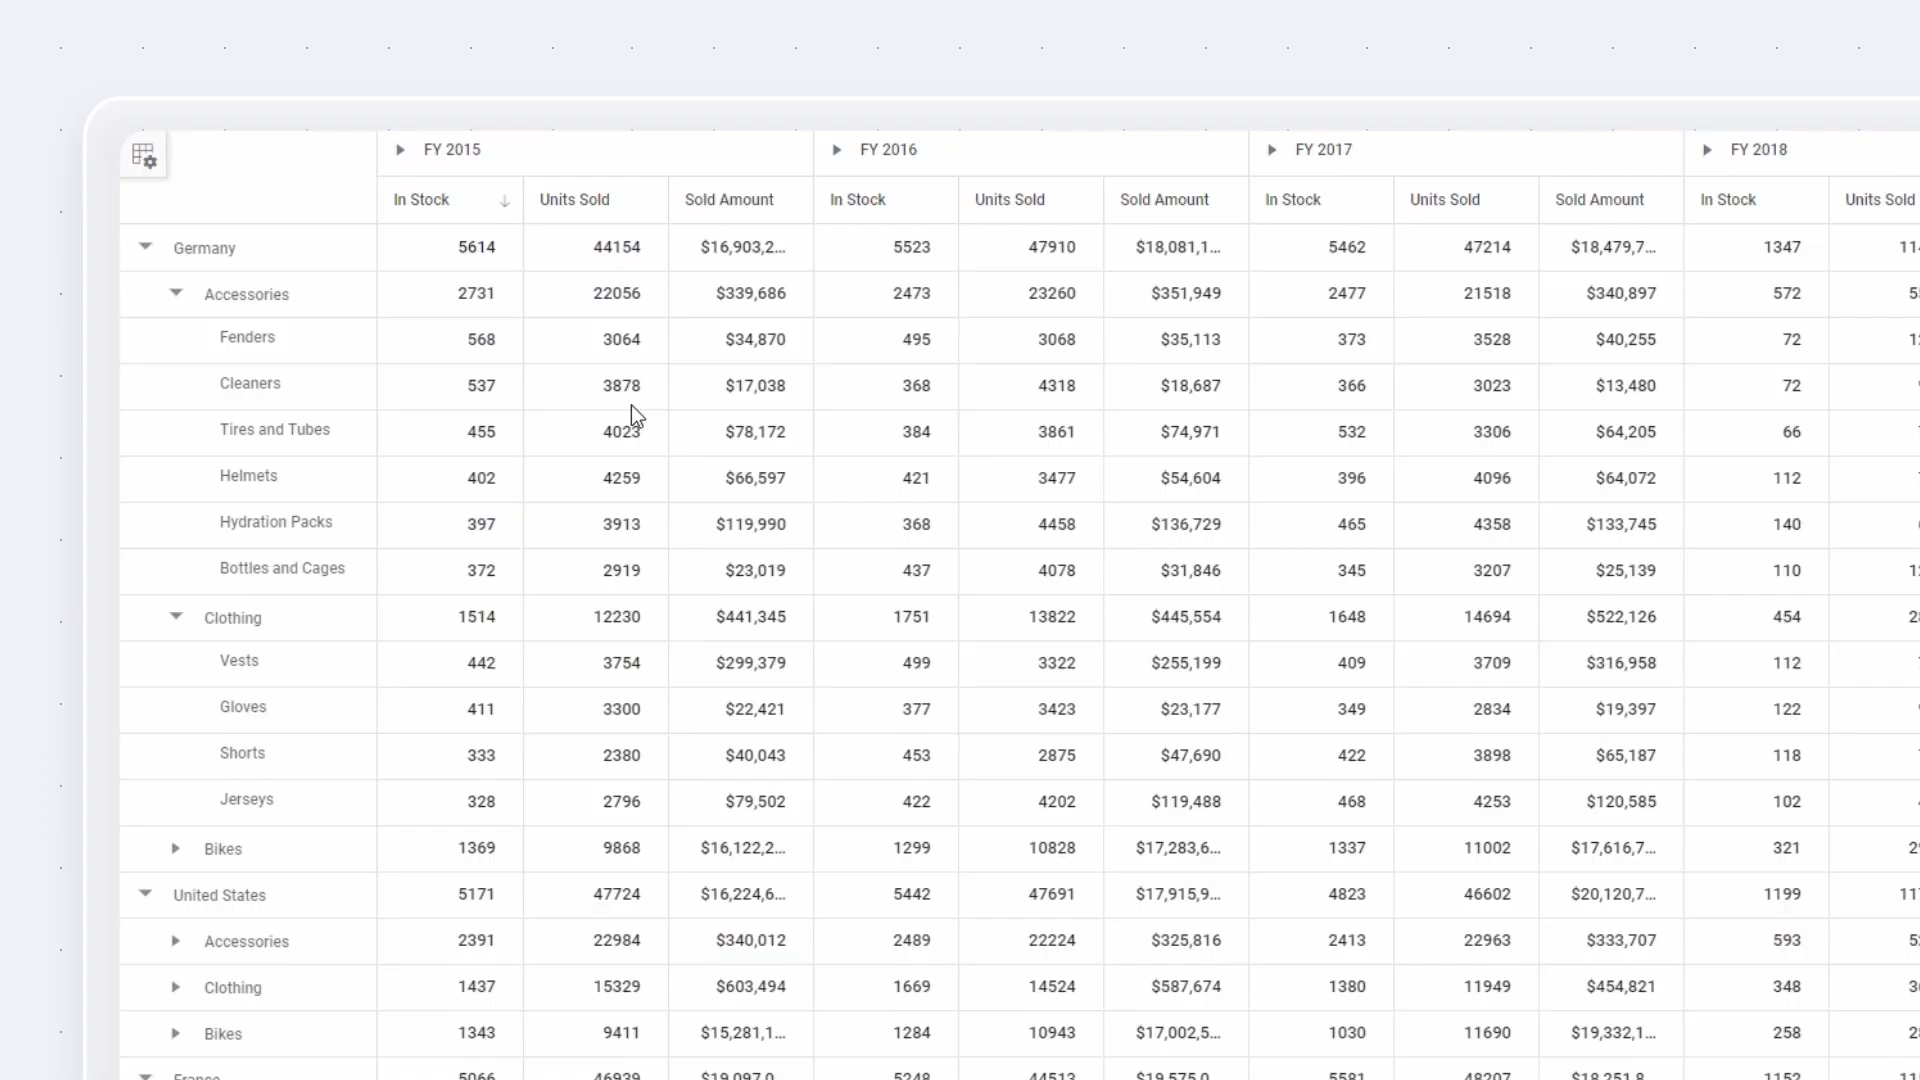 FY 2015 FY 2016 FY 2017 FY 2018
In Stock Units Sold Sold Amount In Stock Units Sold Sold Amount In Stock Units Sold Sold Amount In Stock Units Sold
Germany 5614 44154 $16,903,2... 5523 47910 $18,081,1... 5462 47214 $18,479,7... 1347
Accessories 2731 22056 $339,686 2473 23260 $351,949 2477 21518 $340,897 572
Fenders 568 3064 $34,870 495 3068 $35,113 373 3528 $40,255 72
Cleaners 537 3878 $17,038 368 4318 $18,687 366 3023 $13,480 72
Tires and Tubes 455 4023 $78,172 384 3861 $74,971 532 3306 $64,205 66
Helmets 402 4259 $66,597 421 3477 $54,604 396 4096 $64,072 112
Hydration Packs 397 3913 $119,990 368 4458 $136,729 465 4358 $133,745 140
Bottles and Cages 372 2919 $23,019 437 4078 $31,846 345 3207 $25,139 110
Clothing 1514 12230 $441,345 1751 13822 $445,554 1648 14694 $522,126 454
Vests 442 3754 $299,379 499 3322 $255,199 409 3709 $316,958 112
Gloves 411 3300 $22,421 377 3423 $23,177 349 2834 $19,397 122
Shorts 333 2380 $40,043 453 2875 $47,690 422 3898 $65,187 118
Jerseys 328 2796 $79,502 422 4202 $119,488 468 4253 $120,585 102
Bikes 1369 9868 $16,122,2... 1299 10828 $17,283,6... 1337 11002 $17,616,7... 321
United States 5171 47724 $16,224,6... 5442 47691 $17,915,9... 4823 46602 $20,120,7... 1199
Accessories 2391 22984 $340,012 2489 22224 $325,816 2413 22963 $333,707 593
Clothing 1437 15329 $603,494 1669 14524 $587,674 1380 11949 $454,821 348
Bikes 1343 9411 $15,281,1... 1284 10943 $17,002,5... 1030 11690 $19,332,1... 258
France 5066 46939 5248 44513 5581 48207 1152